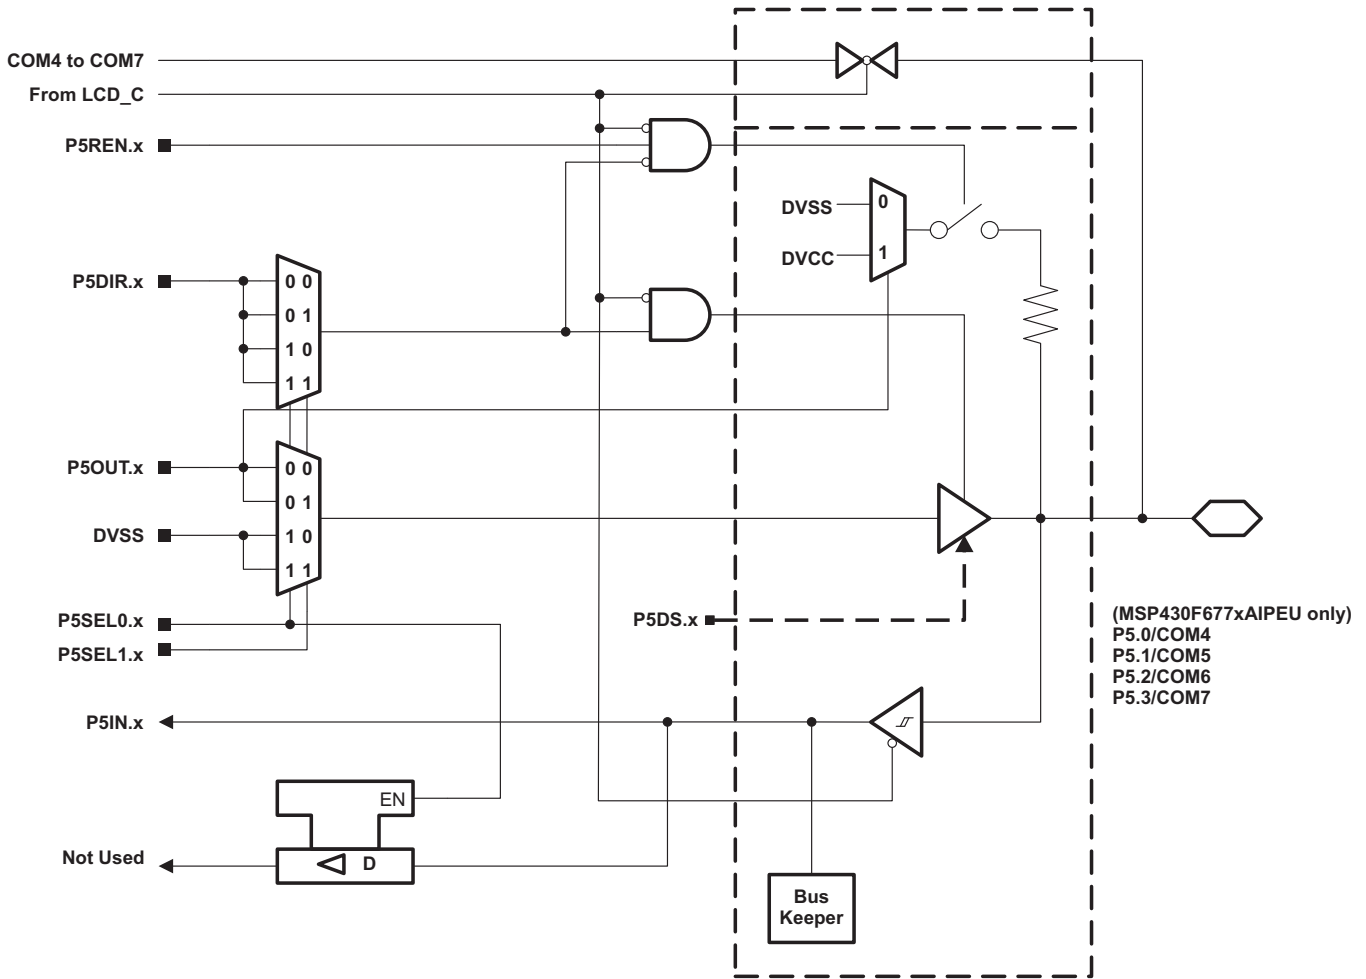 COM4 to COM7
From LCD_C
P5REN.x
DVSS
0
DVCC
1
P5DIR.x
0 0
0 1
1 0
1 1
P5OUT.x
0 0
0 1
DVSS
1 0
1 1
P5SEL0.x
P5SEL1.x
P5DS.x
(MSP430F677xAIPEU only)
P5.0/COM4
P5.1/COM5
P5.2/COM6
P5.3/COM7
P5IN.x
EN
Not Used
D
Bus
Keeper